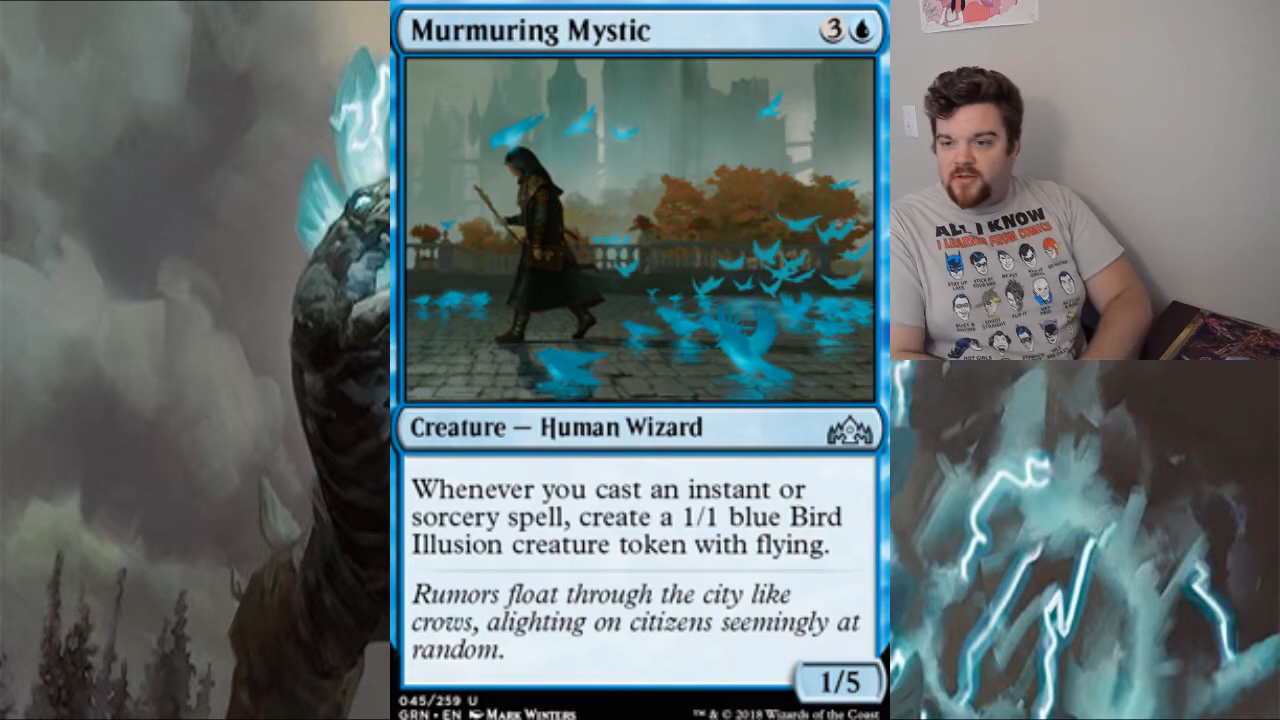 Murmuring Mystic
3
Creature — Human Wizard
Whenever you cast an instant or
sorcery spell, create a 1/1 blue Bird
Illusion creature token with flying.
Rumors float through the city like
crows, alighting on citizens seemingly at
random.
1/5
045/259 U
GRN • EN MARK WINTERS
™ & © 2018 Wizards of the Coast
ALL I KNOW
I LEARNED FROM COMICS